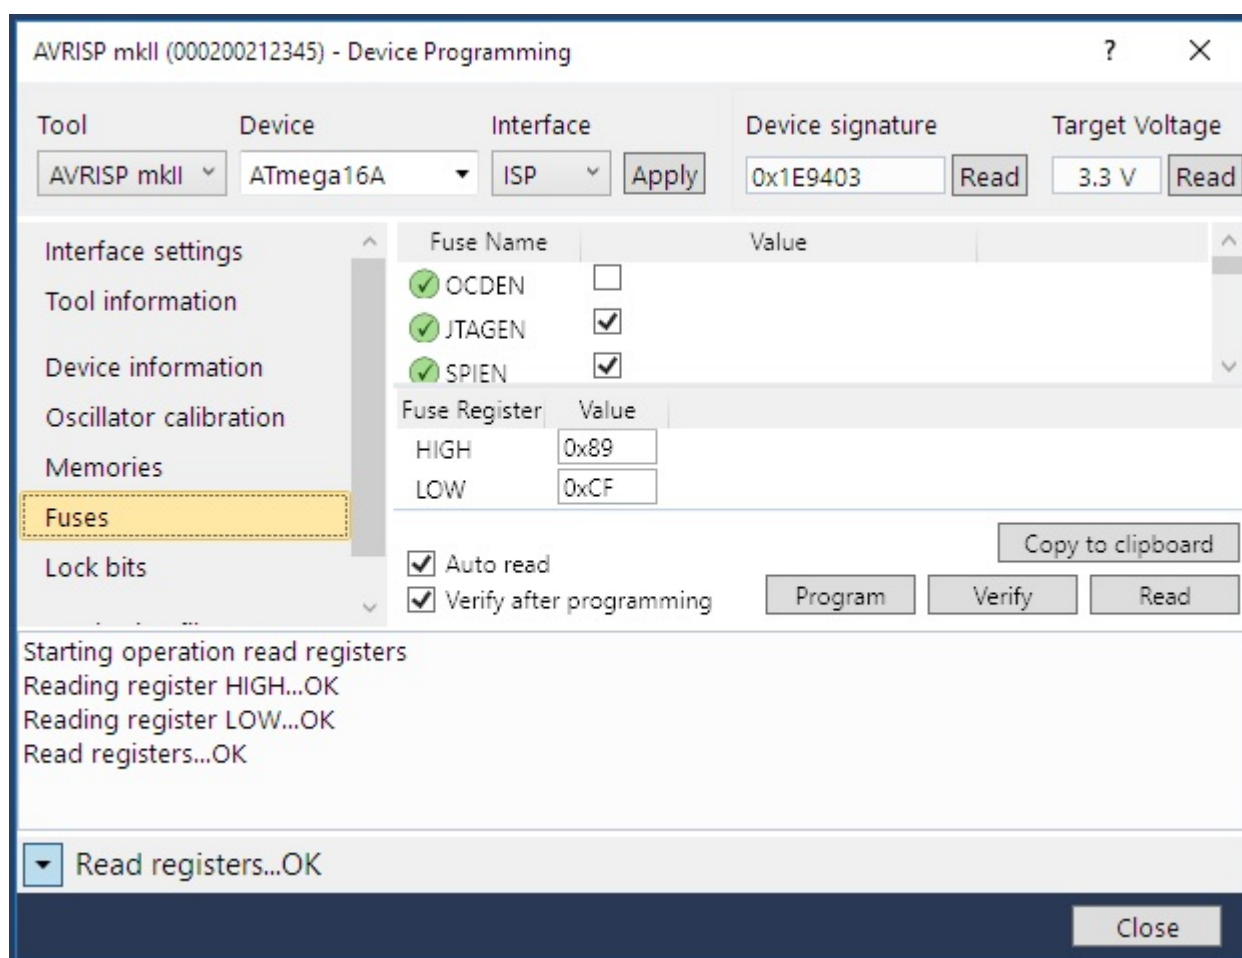 AVRISP mkII (000200212345) - Device Programming ? X
Tool Device Interface Device signature Target Voltage
AVRISP mkII ATmega16A ISP Apply 0x1E9403 Read 3.3 V Read
Interface settings
Tool information
Device information
Oscillator calibration
Memories
Fuses
Lock bits
Fuse Name Value
OCDEN
JTAGEN
SPIEN
Fuse Register Value
HIGH 0x89
LOW 0xCF
Copy to clipboard
Auto read
Verify after programming Program Verify Read
Starting operation read registers
Reading register HIGH...OK
Reading register LOW...OK
Read registers...OK
Read registers...OK
Close